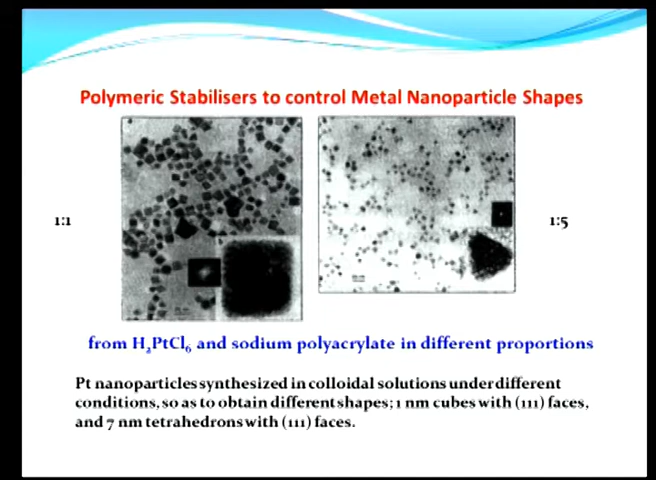 Polymeric Stabilisers to control Metal Nanoparticle Shapes
1:1
1:5
from H₂PtCl₆ and sodium polyacrylate in different proportions
Pt nanoparticles synthesized in colloidal solutions under different
conditions, so as to obtain different shapes; 1 nm cubes with (111) faces,
and 7 nm tetrahedrons with (111) faces.